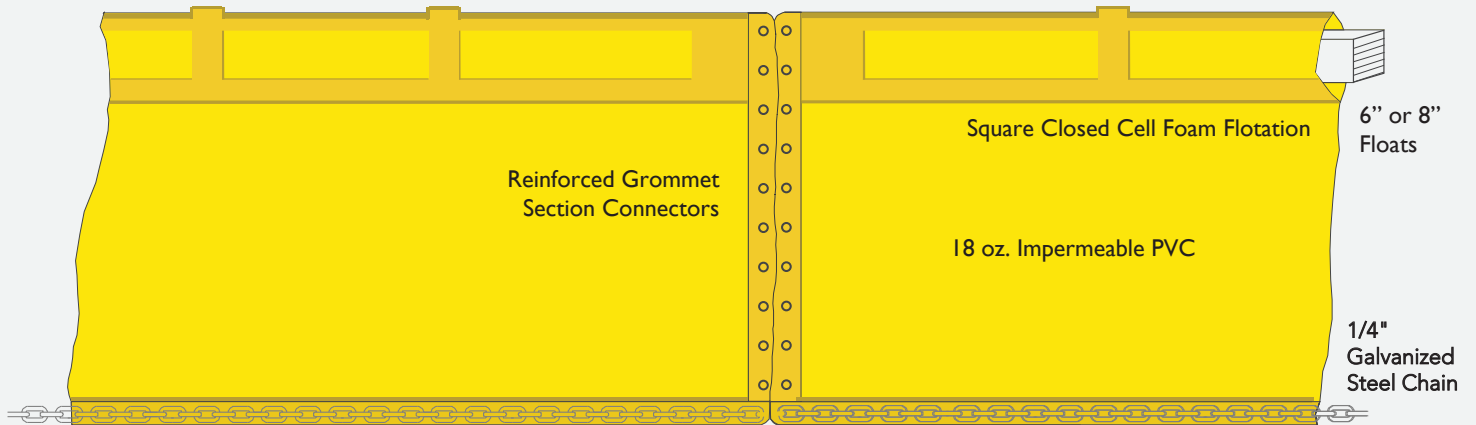 Square Closed Cell Foam Flotation
6” or 8”
Floats
Reinforced Grommet
Section Connectors
18 oz. Impermeable PVC
1/4"
Galvanized
Steel Chain